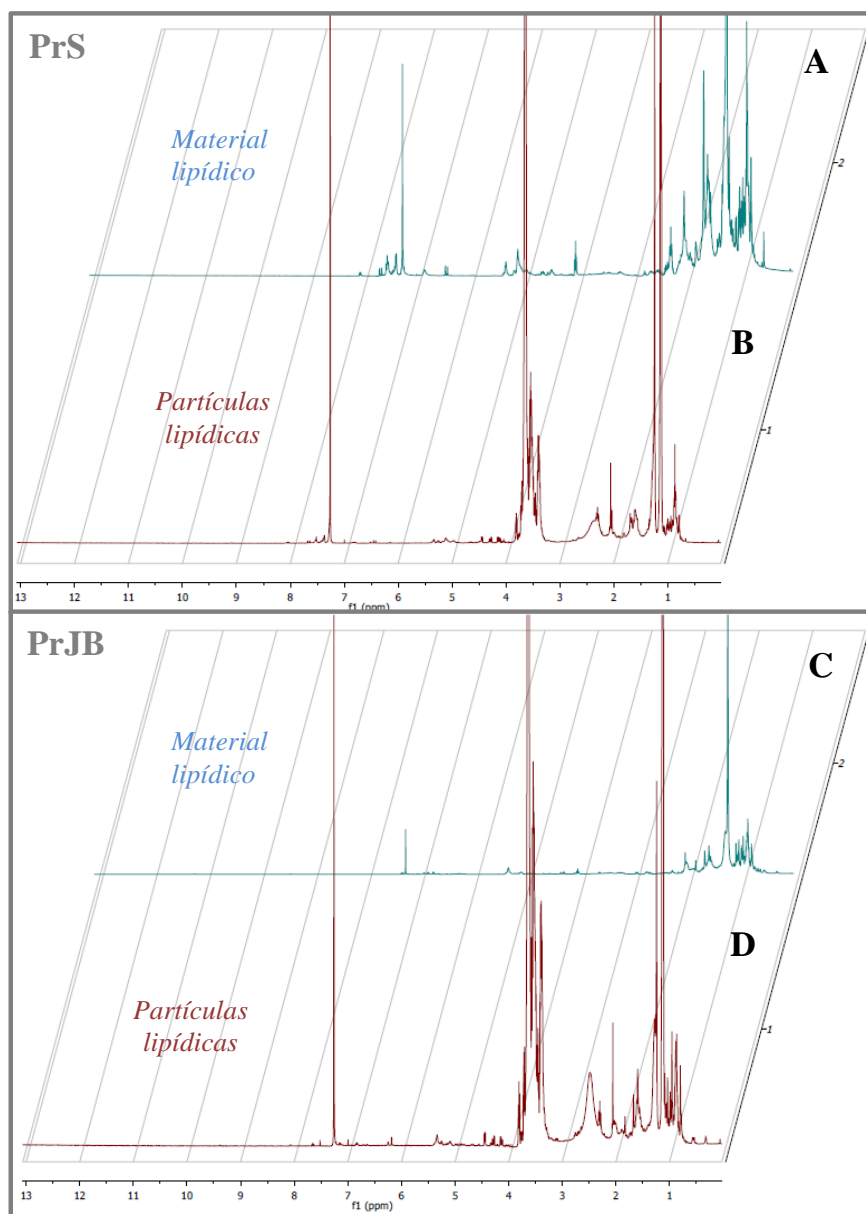 PrS
A
Material
lipídico
2
B
Partículas
lipídicas
1
13 12 11 10 9 8 7 6 5 4 3 2 1
f1 (ppm)
PrJB
C
Material
lipídico
2
D
Partículas
lipídicas
1
13 12 11 10 9 8 7 6 5 4 3 2 1
f1 (ppm)